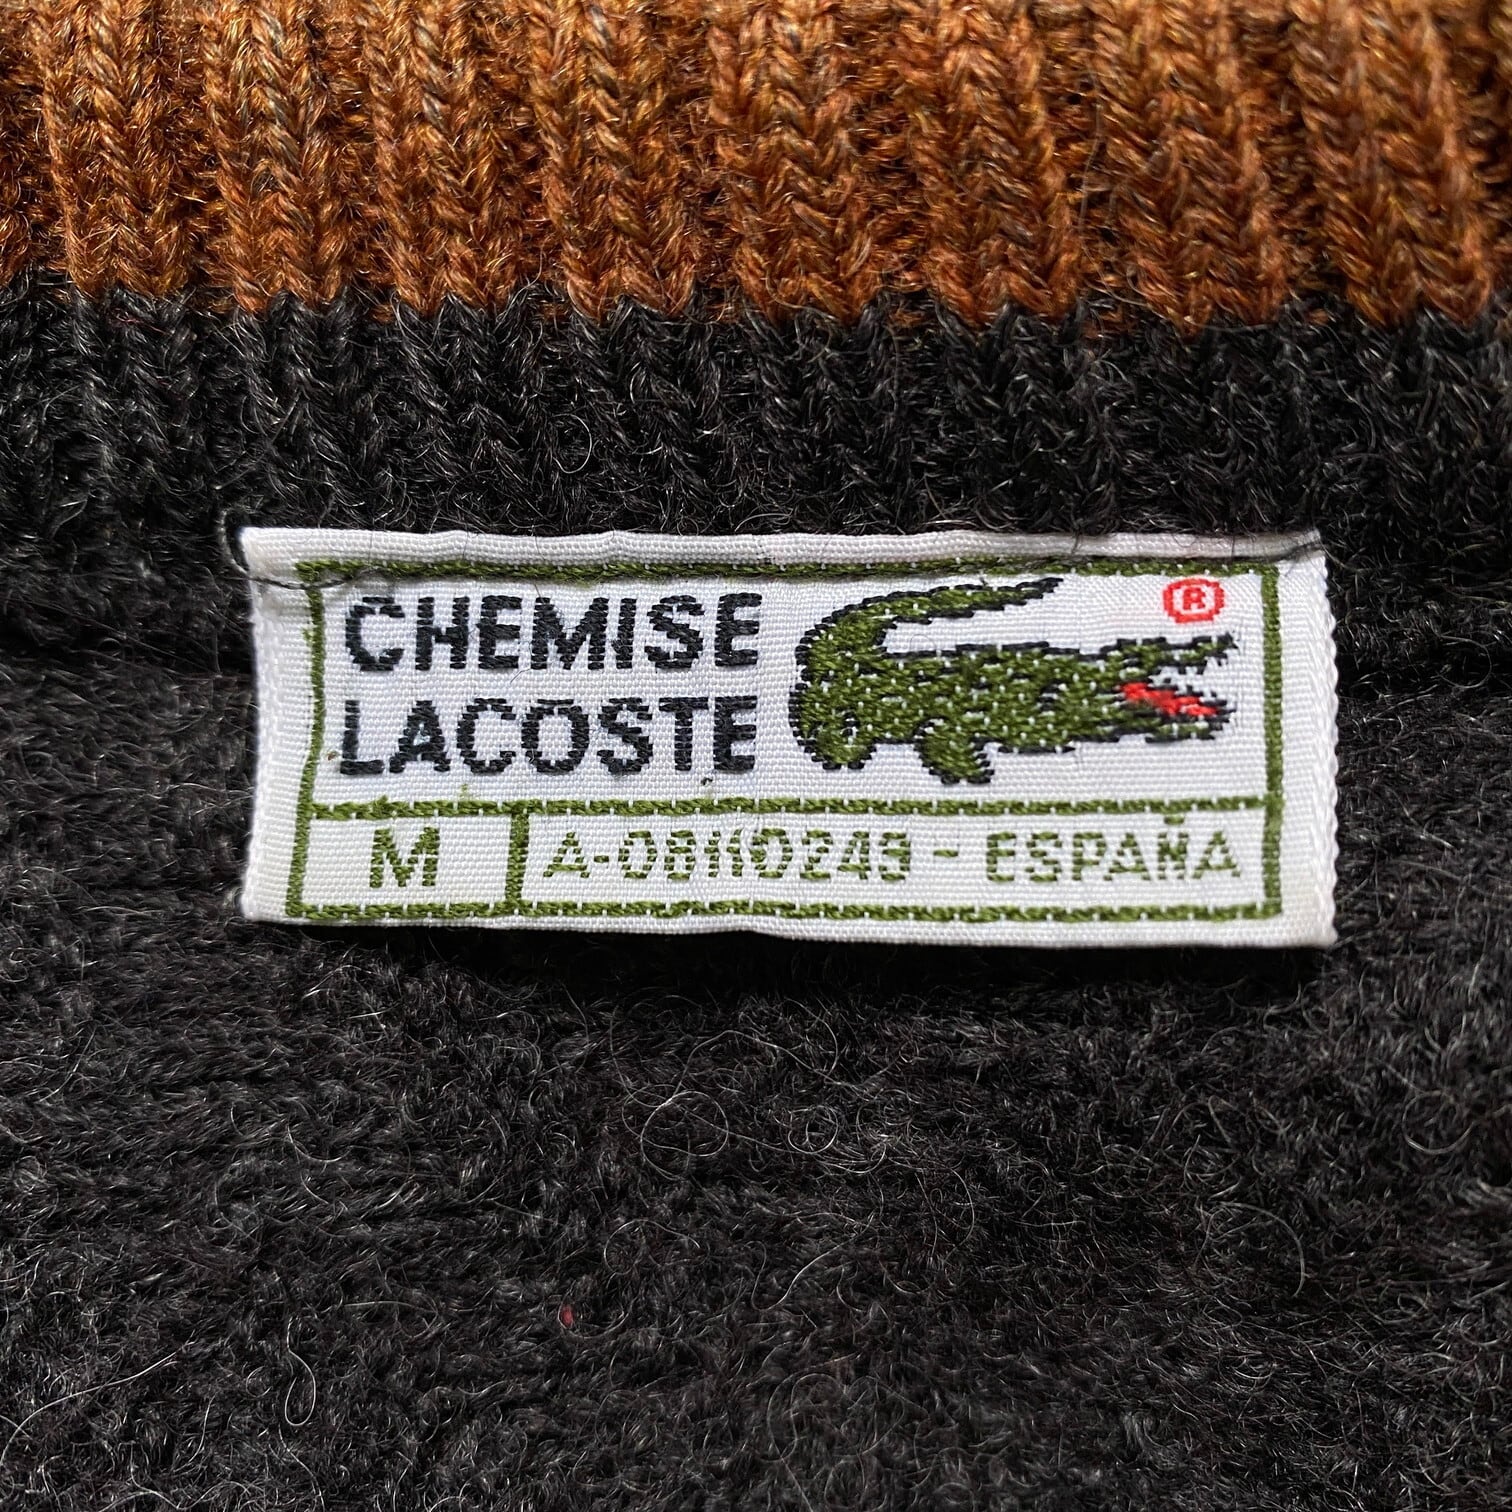 CHEMISE
LACOSTE
®
M
A-08110249 - ESPAÑA